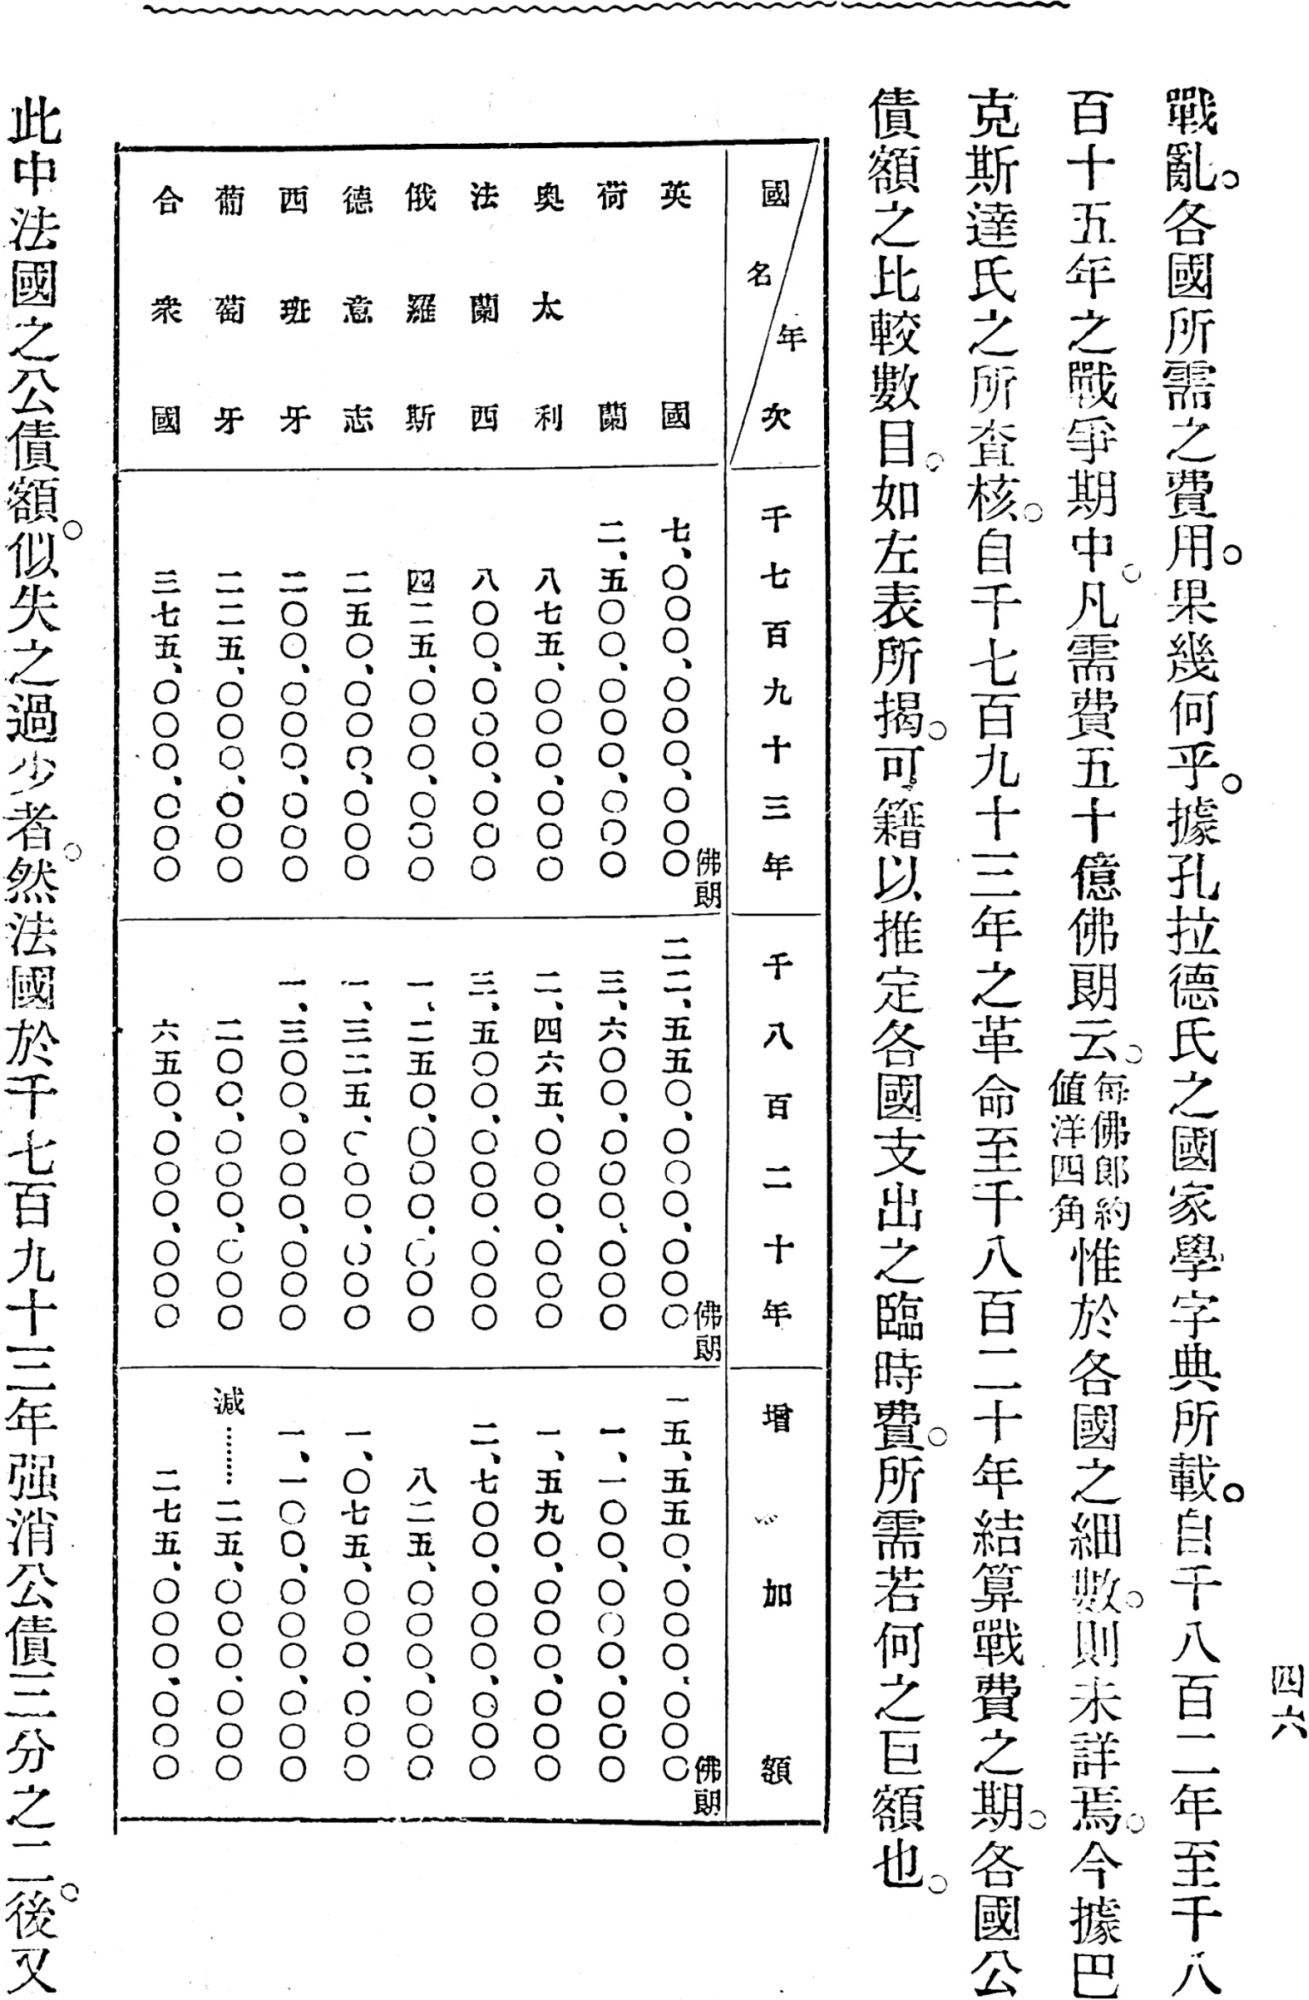 四六
戰亂。各國所需之費用。果幾何乎。據孔拉德氏之國家學字典所載。自千八百二年至千八
百十五年之戰爭期中。凡需費五十億佛朗云。每佛郎約値洋四角惟於各國之細數。則未詳焉。今據巴
克斯達氏之所查核。自千七百九十三年之革命至千八百二十年結算戰費之期。各國公
債額之比較數目。如左表所揭。可籍以推定各國支出之臨時費。所需若何之巨額也。
國名 年次 千七百九十三年 千八百二十年 增加額
英國 七、〇〇〇、〇〇〇、〇〇〇佛朗 二二、五五〇、〇〇〇、〇〇〇佛朗 一五、五五〇、〇〇〇、〇〇〇佛朗
荷蘭 二、五〇〇、〇〇〇、〇〇〇 三、六〇〇、〇〇〇、〇〇〇 一、一〇〇、〇〇〇、〇〇〇
奧太利 八七五、〇〇〇、〇〇〇 二、四六五、〇〇〇、〇〇〇 一、五九〇、〇〇〇、〇〇〇
法蘭西 八〇〇、〇〇〇、〇〇〇 三、五〇〇、〇〇〇、〇〇〇 二、七〇〇、〇〇〇、〇〇〇
俄羅斯 四二五、〇〇〇、〇〇〇 一、二五〇、〇〇〇、〇〇〇 八二五、〇〇〇、〇〇〇
德意志 二五〇、〇〇〇、〇〇〇 一、三二五、〇〇〇、〇〇〇 一、〇七五、〇〇〇、〇〇〇
西班牙 二〇〇、〇〇〇、〇〇〇 一、三〇〇、〇〇〇、〇〇〇 一、一〇〇、〇〇〇、〇〇〇
葡萄牙 二二五、〇〇〇、〇〇〇 二〇〇、〇〇〇、〇〇〇 減………二五、〇〇〇、〇〇〇
合衆國 三七五、〇〇〇、〇〇〇 六五〇、〇〇〇、〇〇〇 二七五、〇〇〇、〇〇〇
此中法國之公債額。似失之過少者。然法國於千七百九十三年强消公債三分之二。後又